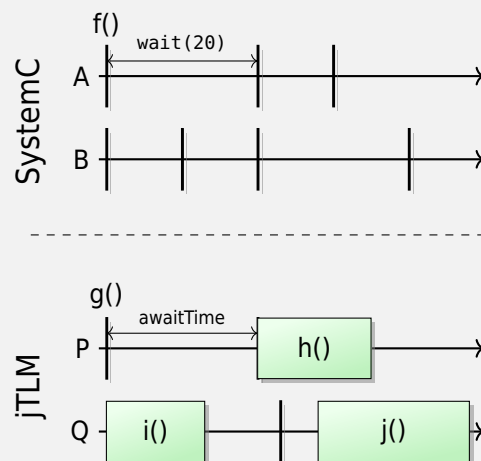 f()
wait(20)
A
SystemC
B
g()
awaitTime
P
h()
jTLM
Q
i()
j()